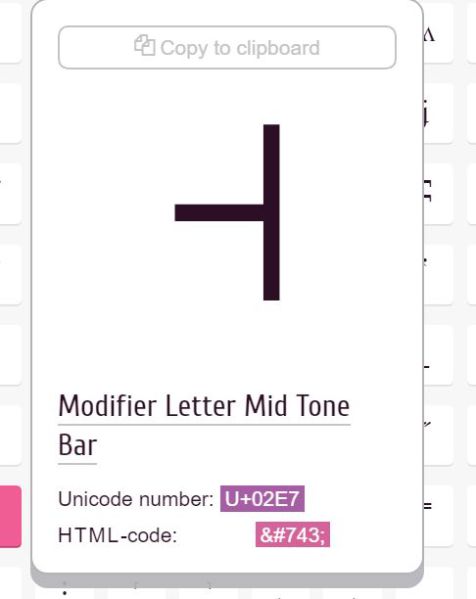 Copy to clipboard
˧
Modifier Letter Mid Tone
Bar
Unicode number: U+02E7
HTML-code: &#743;